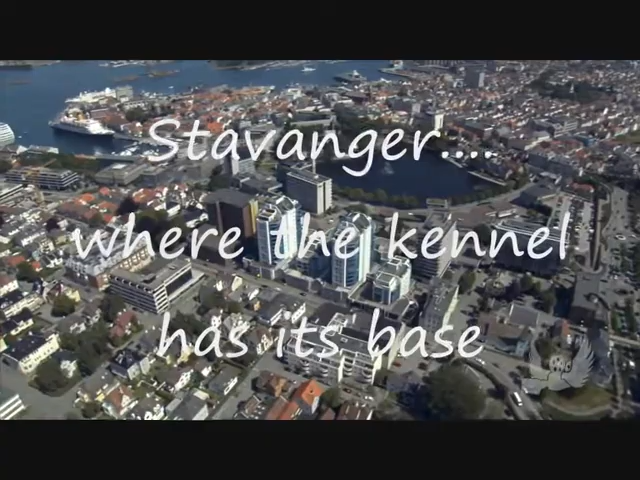 Stavanger....
where the kennel
has its base